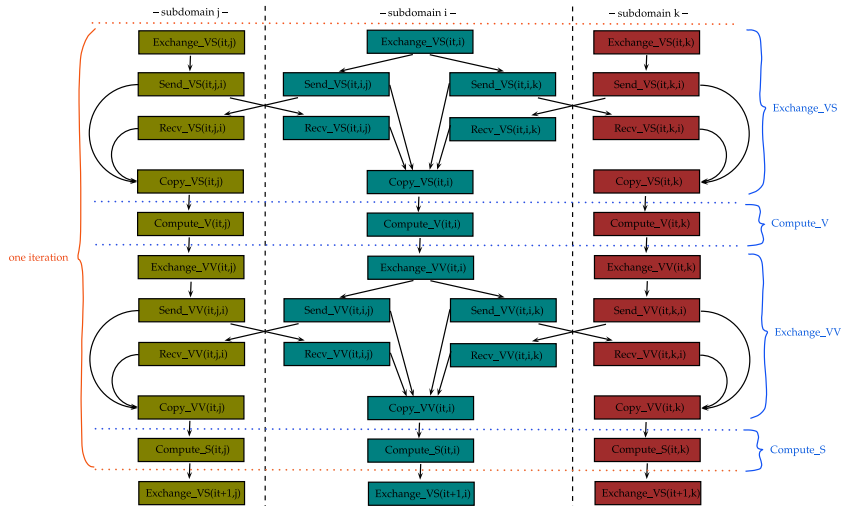 – subdomain j –
– subdomain i –
– subdomain k –
Exchange_VS(it,j)
Exchange_VS(it,i)
Exchange_VS(it,k)
Send_VS(it,j,i)
Send_VS(it,i,j)
Send_VS(it,i,k)
Send_VS(it,k,i)
Exchange_VS
Recv_VS(it,j,i)
Recv_VS(it,i,j)
Recv_VS(it,i,k)
Recv_VS(it,k,i)
Copy_VS(it,j)
Copy_VS(it,i)
Copy_VS(it,k)
Compute_V(it,j)
Compute_V(it,i)
Compute_V(it,k)
Compute_V
one iteration
Exchange_VV(it,j)
Exchange_VV(it,i)
Exchange_VV(it,k)
Send_VV(it,j,i)
Send_VV(it,i,j)
Send_VV(it,i,k)
Send_VV(it,k,i)
Exchange_VV
Recv_VV(it,j,i)
Recv_VV(it,i,j)
Recv_VV(it,i,k)
Recv_VV(it,k,i)
Copy_VV(it,j)
Copy_VV(it,i)
Copy_VV(it,k)
Compute_S(it,j)
Compute_S(it,i)
Compute_S(it,k)
Compute_S
Exchange_VS(it+1,j)
Exchange_VS(it+1,i)
Exchange_VS(it+1,k)